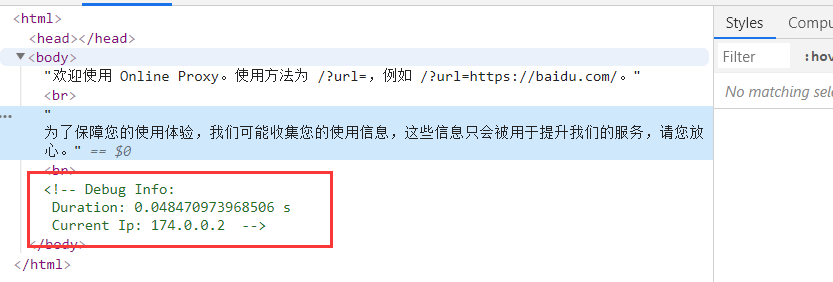 <html>
<head></head>
Styles
Compu
<body>
Filter
:hov
"欢迎使用 Online Proxy。使用方法为 /?url=，例如 /?url=https://baidu.com/。"
<br>
No matching sele
"
为了保障您的使用体验，我们可能收集您的使用信息，这些信息只会被用于提升我们的服务，请您放
心。" == $0
<br>
<!-- Debug Info:
Duration: 0.048470973968506 s
Current Ip: 174.0.0.2 -->
</body>
</html>